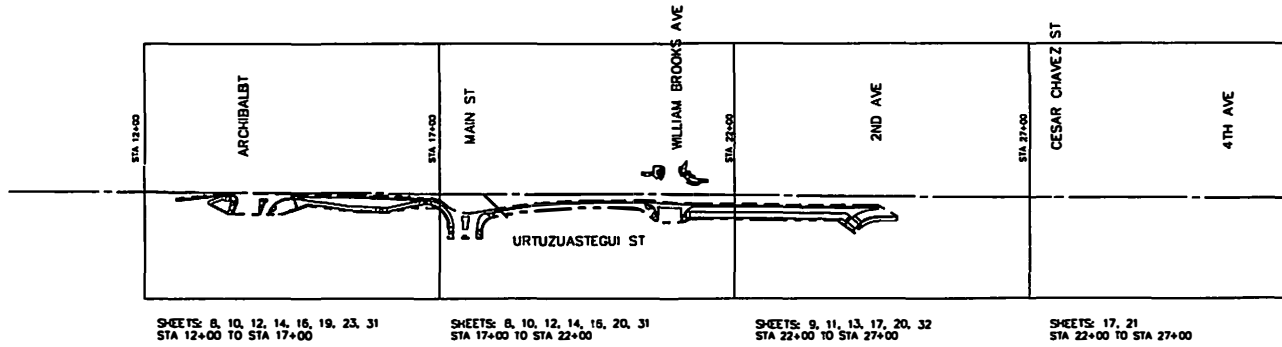 STA 12+00
ARCHIBALBT
STA 17+00
MAIN ST
WILLIAM BROOKS AVE
STA 22+00
2ND AVE
STA 27+00
CESAR CHAVEZ ST
4TH AVE
URTUZUASTEGUI ST
SHEETS: 8, 10, 12, 14, 16, 19, 23, 31
STA 12+00 TO STA 17+00
SHEETS: 8, 10, 12, 14, 16, 20, 31
STA 17+00 TO STA 22+00
SHEETS: 9, 11, 13, 17, 20, 32
STA 22+00 TO STA 27+00
SHEETS: 17, 21
STA 22+00 TO STA 27+00